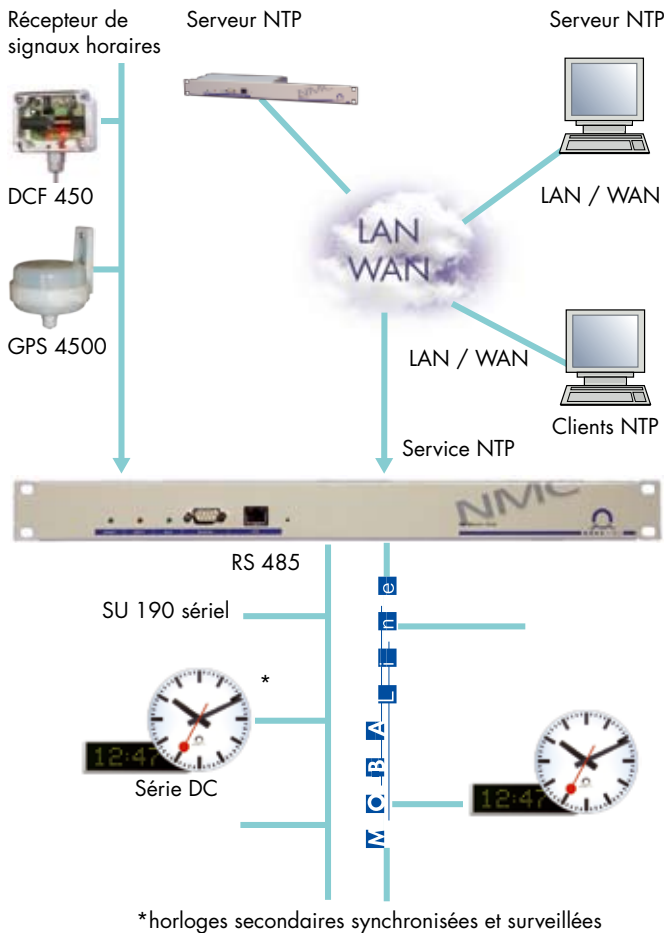 Récepteur de
signaux horaires
Serveur NTP
Serveur NTP
DCF 450
LAN
WAN
LAN / WAN
GPS 4500
LAN / WAN
Clients NTP
Service NTP
NMC
RS 485
SU 190 sériel
MOBALine
*
12:47
Série DC
12:47
*horloges secondaires synchronisées et surveillées